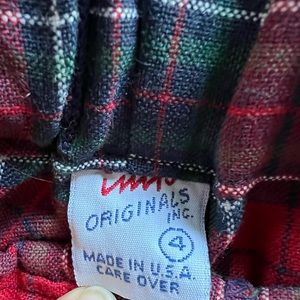 ORIGINALS
INC.
4
MADE IN U.S.A.
CARE OVER